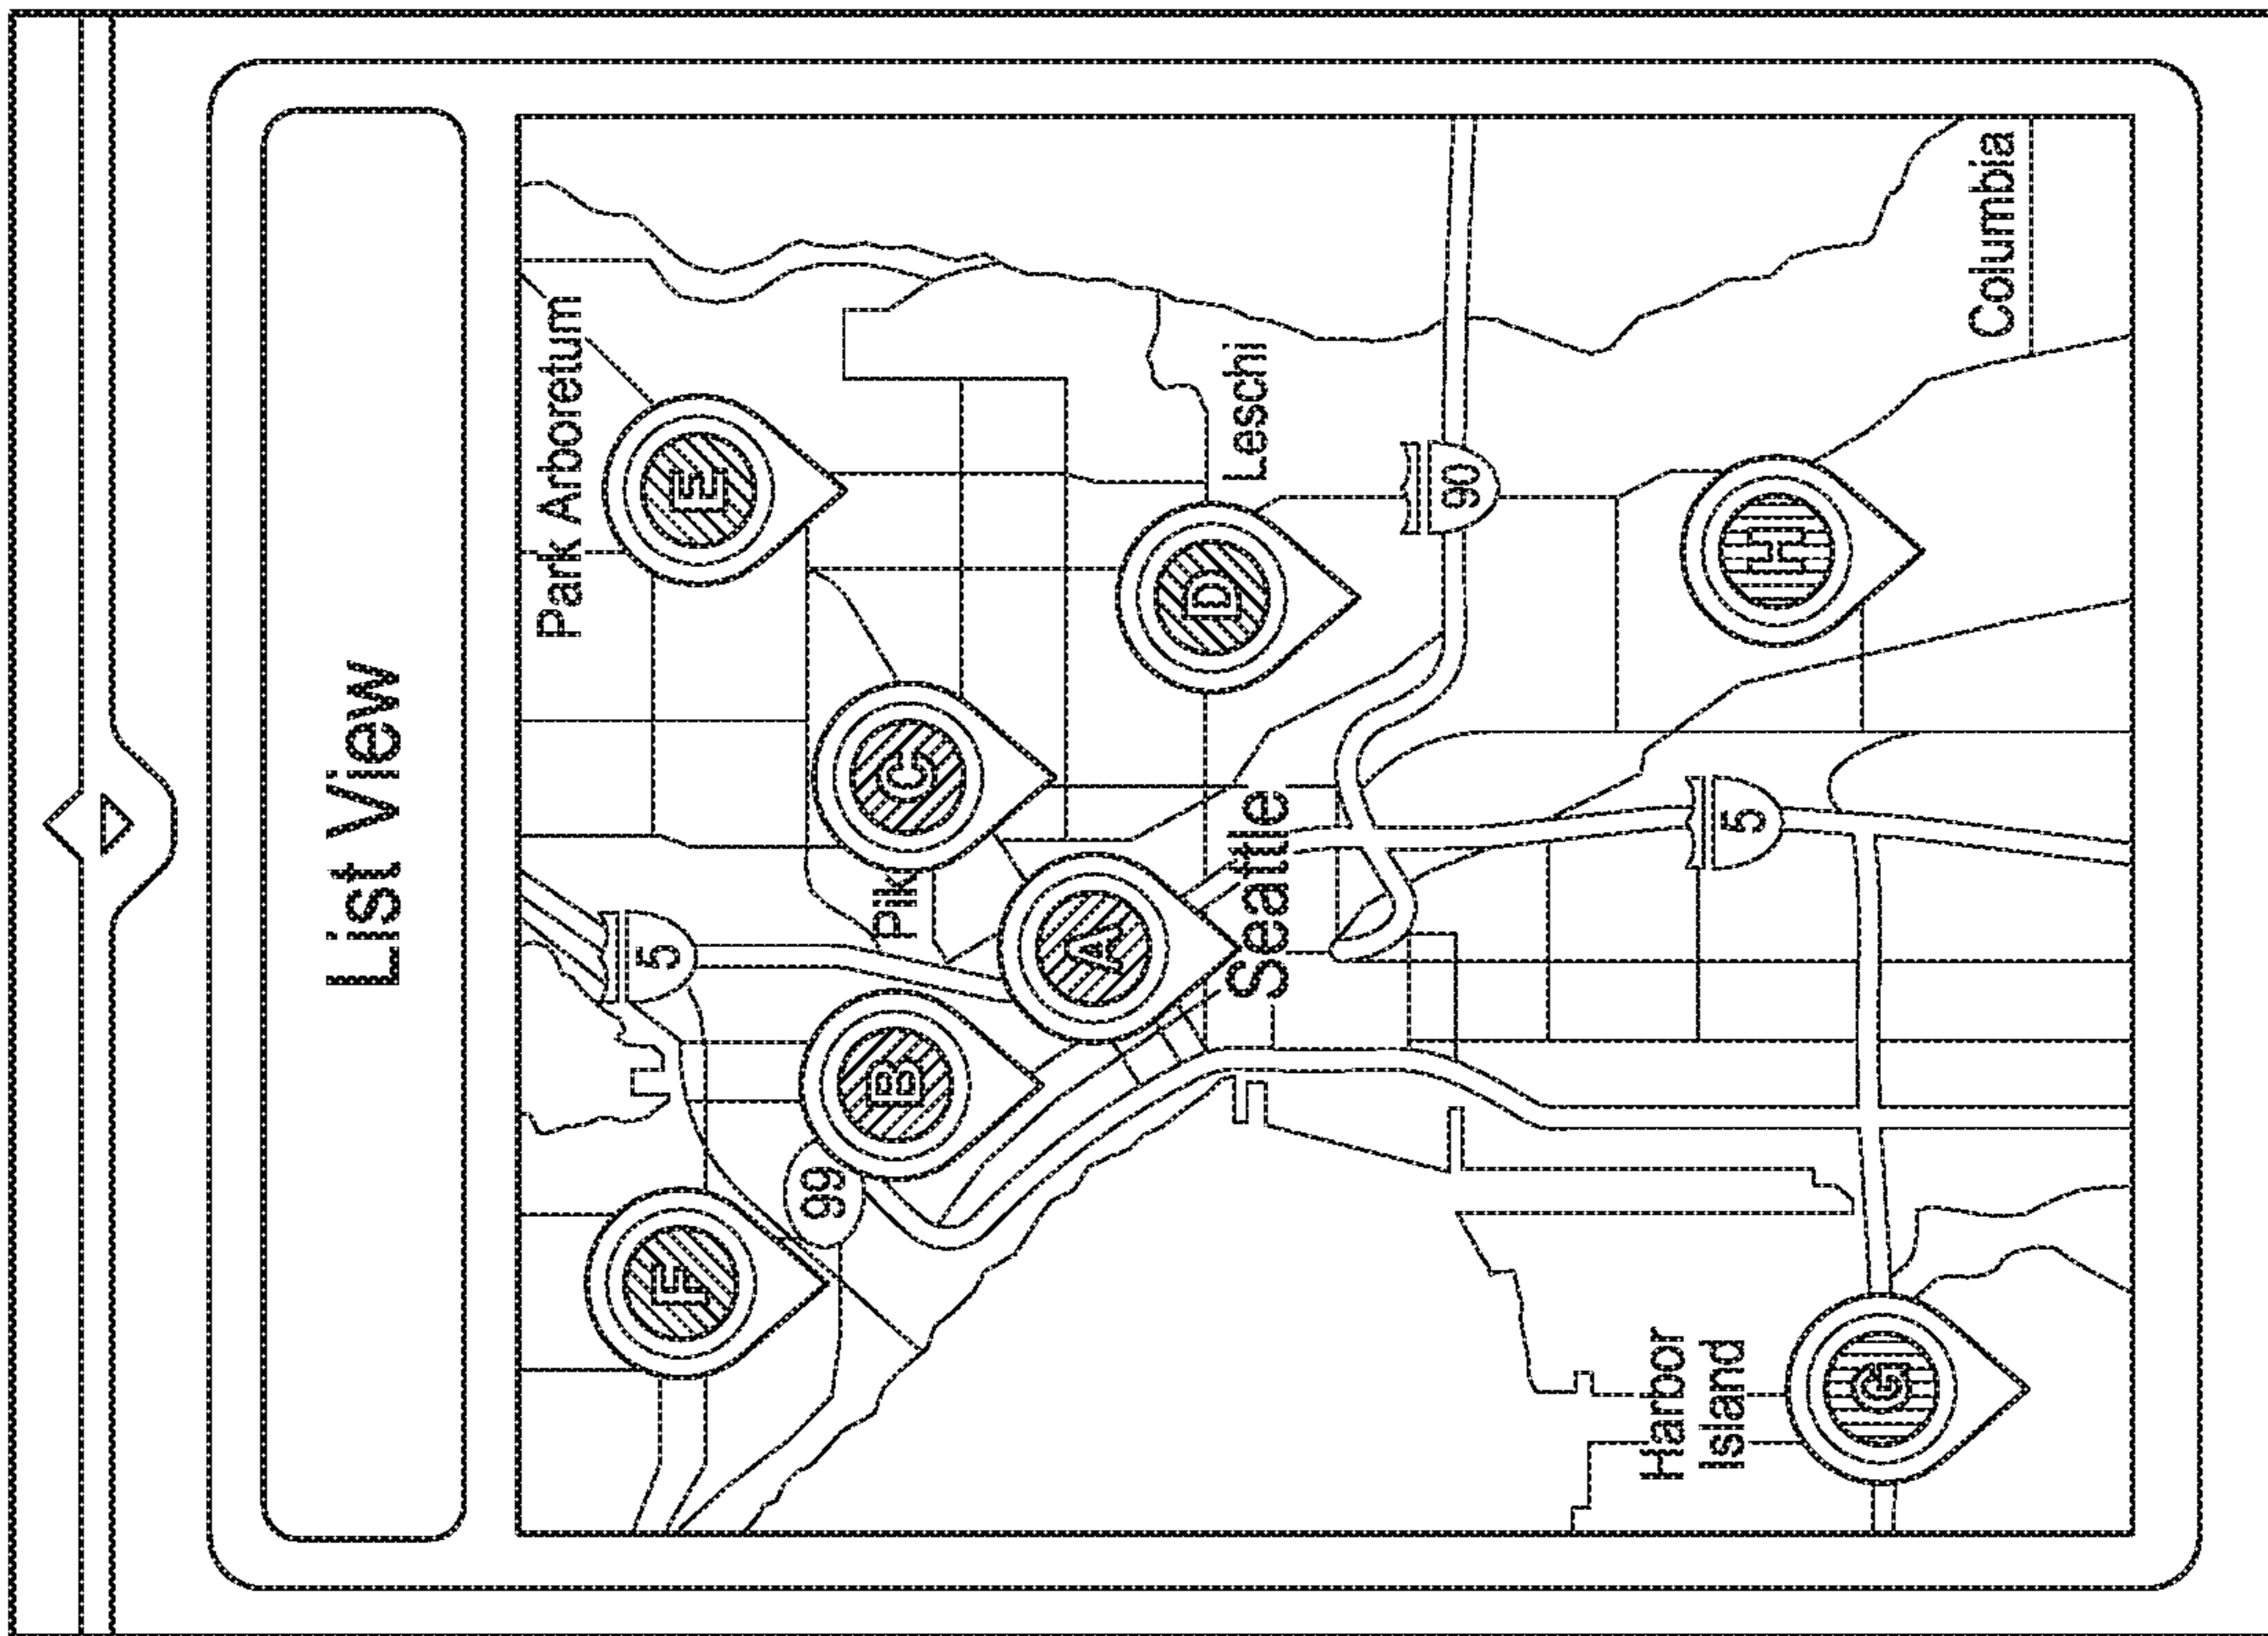 List View
Park Arboretum
5
F
E
99
B
Pik
C
A
D
Leschi
Seattle
90
Harbor
Island
5
H
G
Columbia